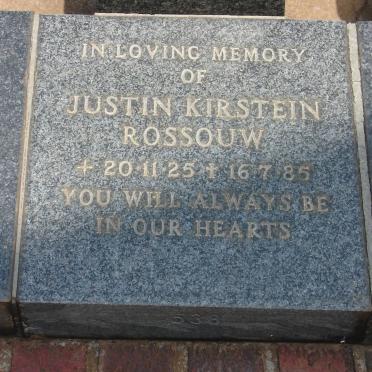 IN LOVING MEMORY
OF
JUSTIN KIRSTEIN
ROSSOUW
+ 20·11·25 ✝ 16·7·85
YOU WILL ALWAYS BE
IN OUR HEARTS